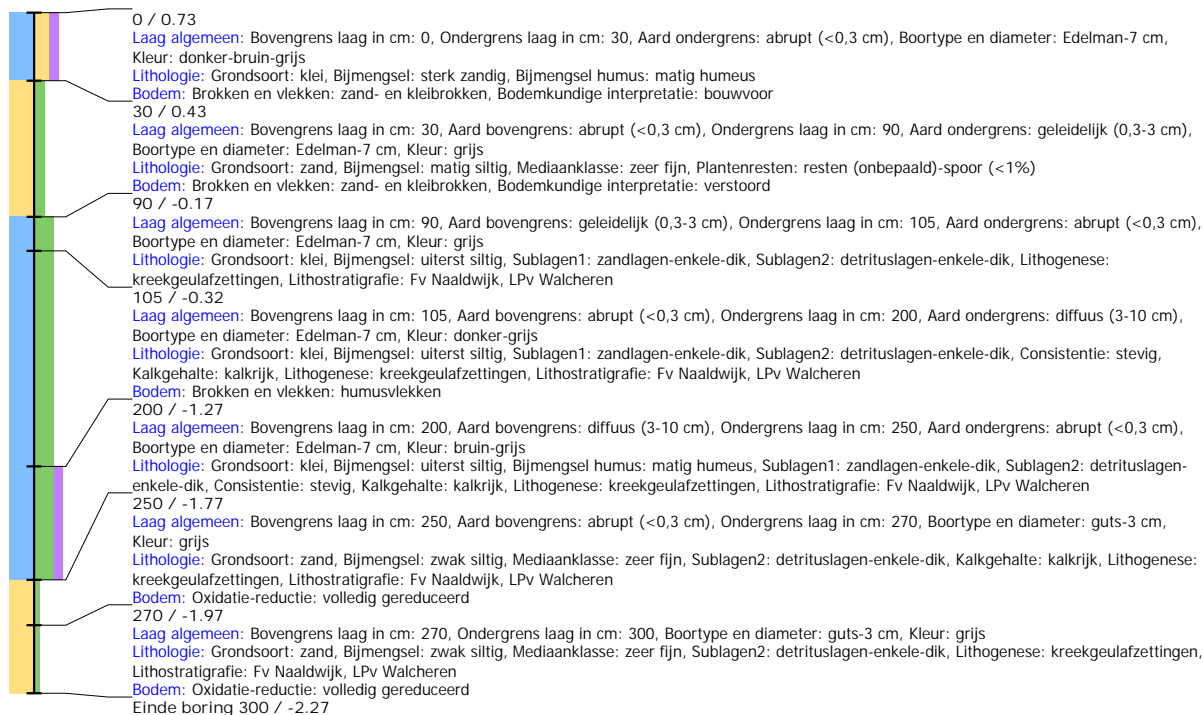 0 / 0.73
Laag algemeen: Bovengrens laag in cm: 0, Ondergrens laag in cm: 30, Aard ondergrens: abrupt (<0,3 cm), Boortype en diameter: Edelman-7 cm,
Kleur: donker-bruin-grijs
Lithologie: Grondsoort: klei, Bijmengsel: sterk zandig, Bijmengsel humus: matig humeus
Bodem: Brokken en vlekken: zand- en kleibrokken, Bodemkundige interpretatie: bouwvoor
30 / 0.43
Laag algemeen: Bovengrens laag in cm: 30, Aard bovengrens: abrupt (<0,3 cm), Ondergrens laag in cm: 90, Aard ondergrens: geleidelijk (0,3-3 cm),
Boortype en diameter: Edelman-7 cm, Kleur: grijs
Lithologie: Grondsoort: zand, Bijmengsel: matig siltig, Mediaanklasse: zeer fijn, Plantenresten: resten (onbepaald)-spoor (<1%)
Bodem: Brokken en vlekken: zand- en kleibrokken, Bodemkundige interpretatie: verstoord
90 / -0.17
Laag algemeen: Bovengrens laag in cm: 90, Aard bovengrens: geleidelijk (0,3-3 cm), Ondergrens laag in cm: 105, Aard ondergrens: abrupt (<0,3 cm),
Boortype en diameter: Edelman-7 cm, Kleur: grijs
Lithologie: Grondsoort: klei, Bijmengsel: uiterst siltig, Sublagen1: zandlagen-enkele-dik, Sublagen2: detrituslagen-enkele-dik, Lithogenese:
kreekgeulafzettingen, Lithostratigrafie: Fv Naaldwijk, LPv Walcheren
105 / -0.32
Laag algemeen: Bovengrens laag in cm: 105, Aard bovengrens: abrupt (<0,3 cm), Ondergrens laag in cm: 200, Aard ondergrens: diffuus (3-10 cm),
Boortype en diameter: Edelman-7 cm, Kleur: donker-grijs
Lithologie: Grondsoort: klei, Bijmengsel: uiterst siltig, Sublagen1: zandlagen-enkele-dik, Sublagen2: detrituslagen-enkele-dik, Consistentie: stevig,
Kalkgehalte: kalkrijk, Lithogenese: kreekgeulafzettingen, Lithostratigrafie: Fv Naaldwijk, LPv Walcheren
Bodem: Brokken en vlekken: humusvlekken
200 / -1.27
Laag algemeen: Bovengrens laag in cm: 200, Aard bovengrens: diffuus (3-10 cm), Ondergrens laag in cm: 250, Aard ondergrens: abrupt (<0,3 cm),
Boortype en diameter: Edelman-7 cm, Kleur: bruin-grijs
Lithologie: Grondsoort: klei, Bijmengsel: uiterst siltig, Bijmengsel humus: matig humeus, Sublagen1: zandlagen-enkele-dik, Sublagen2: detrituslagen-
enkele-dik, Consistentie: stevig, Kalkgehalte: kalkrijk, Lithogenese: kreekgeulafzettingen, Lithostratigrafie: Fv Naaldwijk, LPv Walcheren
250 / -1.77
Laag algemeen: Bovengrens laag in cm: 250, Aard bovengrens: abrupt (<0,3 cm), Ondergrens laag in cm: 270, Boortype en diameter: guts-3 cm,
Kleur: grijs
Lithologie: Grondsoort: zand, Bijmengsel: zwak siltig, Mediaanklasse: zeer fijn, Sublagen2: detrituslagen-enkele-dik, Kalkgehalte: kalkrijk, Lithogenese:
kreekgeulafzettingen, Lithostratigrafie: Fv Naaldwijk, LPv Walcheren
Bodem: Oxidatie-reductie: volledig gereduceerd
270 / -1.97
Laag algemeen: Bovengrens laag in cm: 270, Ondergrens laag in cm: 300, Boortype en diameter: guts-3 cm, Kleur: grijs
Lithologie: Grondsoort: zand, Bijmengsel: zwak siltig, Mediaanklasse: zeer fijn, Sublagen2: detrituslagen-enkele-dik, Lithogenese: kreekgeulafzettingen,
Lithostratigrafie: Fv Naaldwijk, LPv Walcheren
Bodem: Oxidatie-reductie: volledig gereduceerd
Einde boring 300 / -2.27